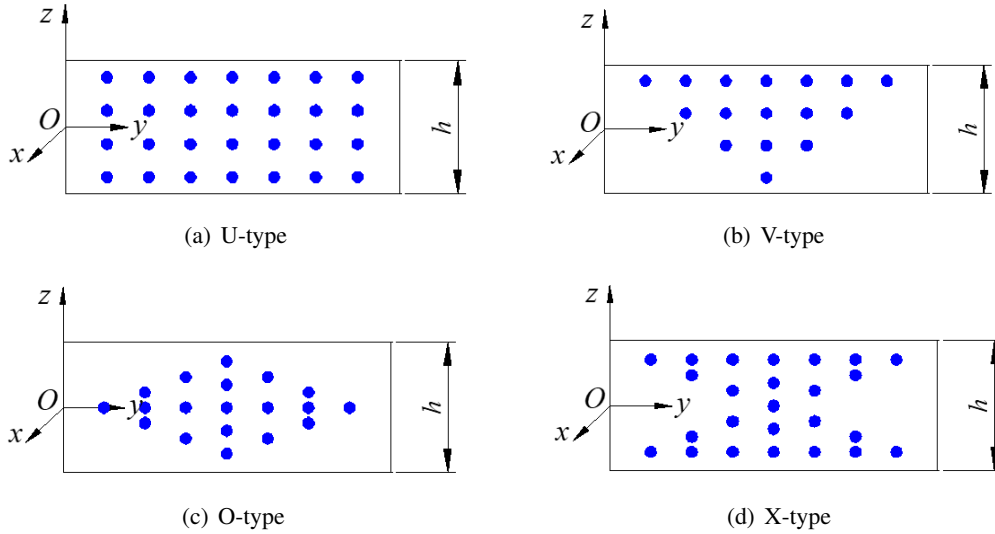 z
O
y
x
h
(a) U-type
z
O
y
x
h
(b) V-type
z
O
y
x
h
(c) O-type
z
O
y
x
h
(d) X-type